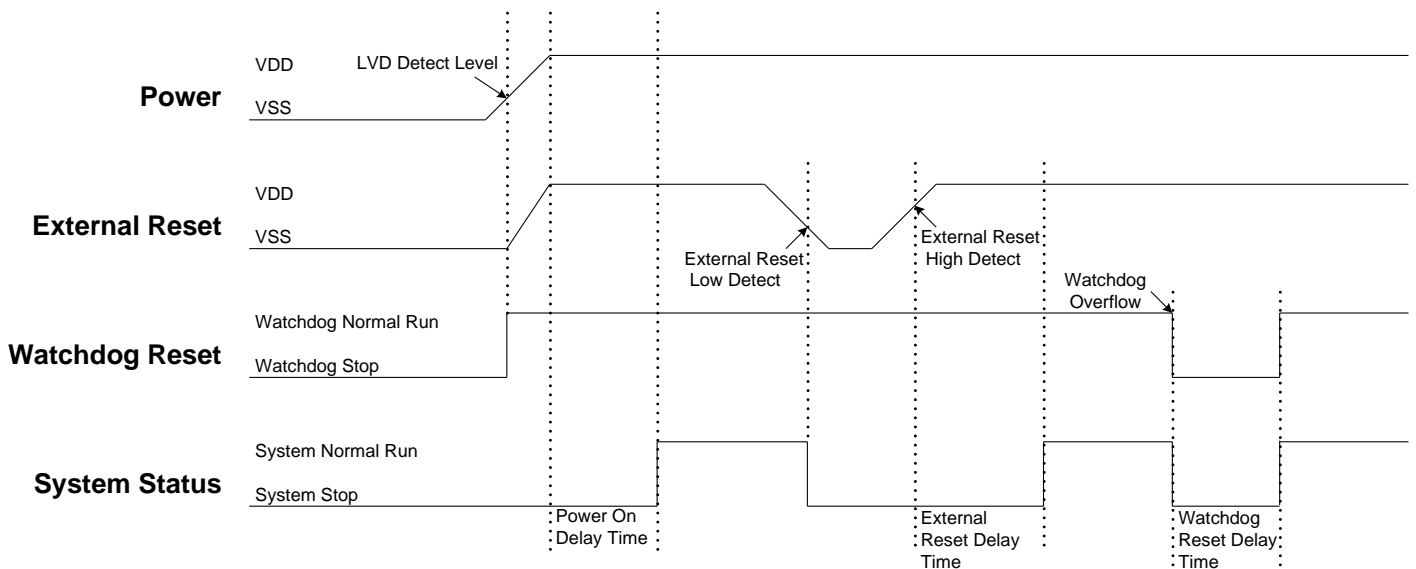 VDD
LVD Detect Level
Power
VSS
VDD
External Reset
VSS
External Reset
Low Detect
External Reset
High Detect
Watchdog
Overflow
Watchdog Normal Run
Watchdog Reset
Watchdog Stop
System Normal Run
System Status
System Stop
Power On
Delay Time
External
Reset Delay
Time
Watchdog
Reset Delay
Time